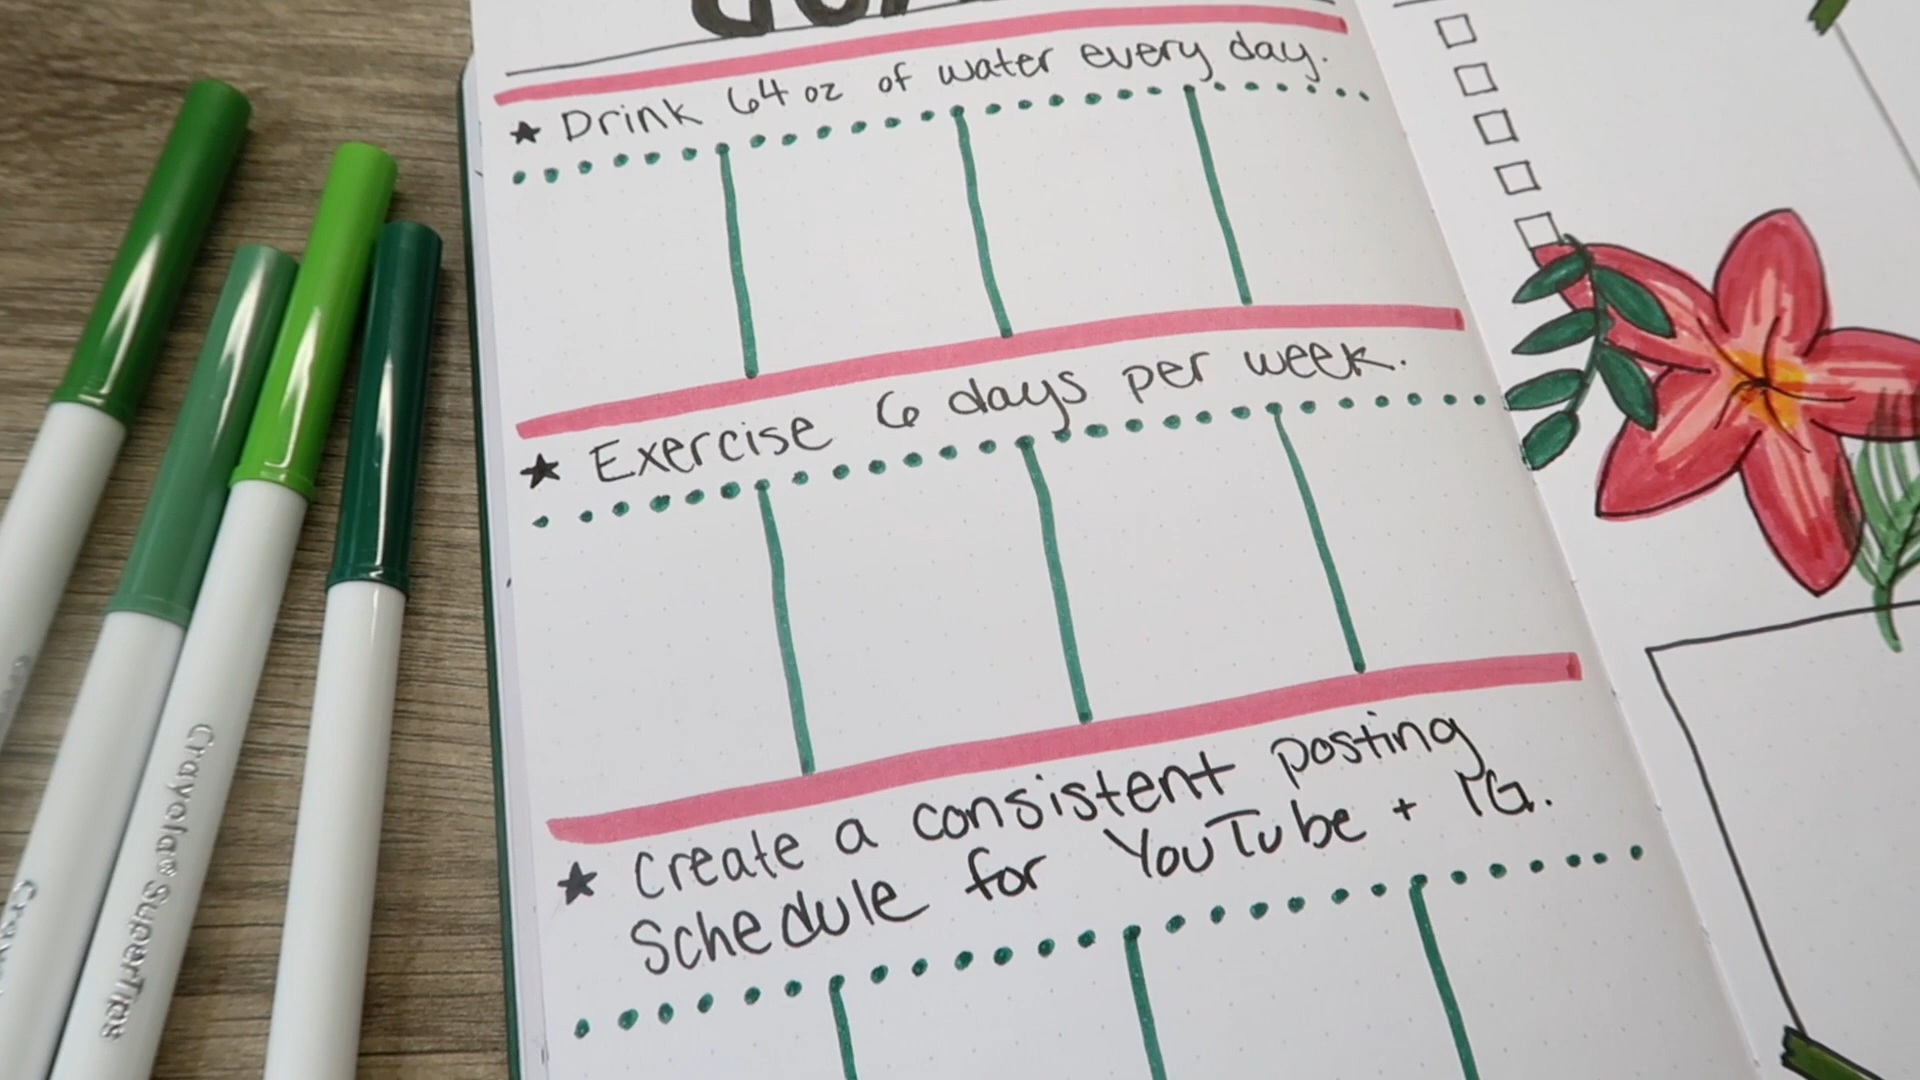 ★ Drink 64 oz of water every day.
★ Exercise 6 days per week.
★ Create a consistent posting
Schedule for YouTube + IG.
Crayola® SuperTips